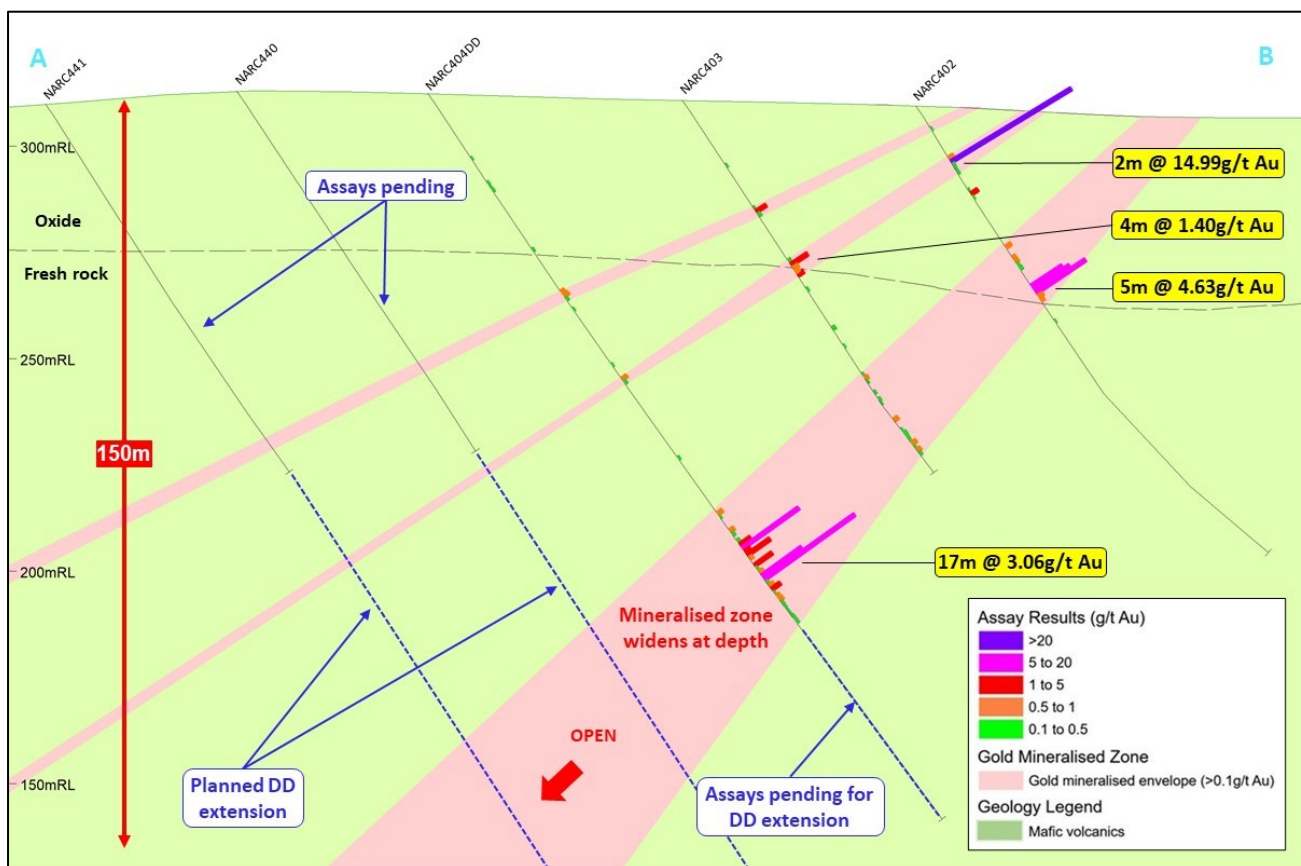 A
B
NARC441
NARC440
NARC404DD
NARC403
NARC402
300mRL
Assays pending
2m @ 14.99g/t Au
Oxide
4m @ 1.40g/t Au
Fresh rock
5m @ 4.63g/t Au
250mRL
150m
200mRL
17m @ 3.06g/t Au
Mineralised zone
widens at depth
OPEN
150mRL
Planned DD
extension
Assays pending for
DD extension
Assay Results (g/t Au)
>20
5 to 20
1 to 5
0.5 to 1
0.1 to 0.5
Gold Mineralised Zone
Gold mineralised envelope (>0.1g/t Au)
Geology Legend
Mafic volcanics